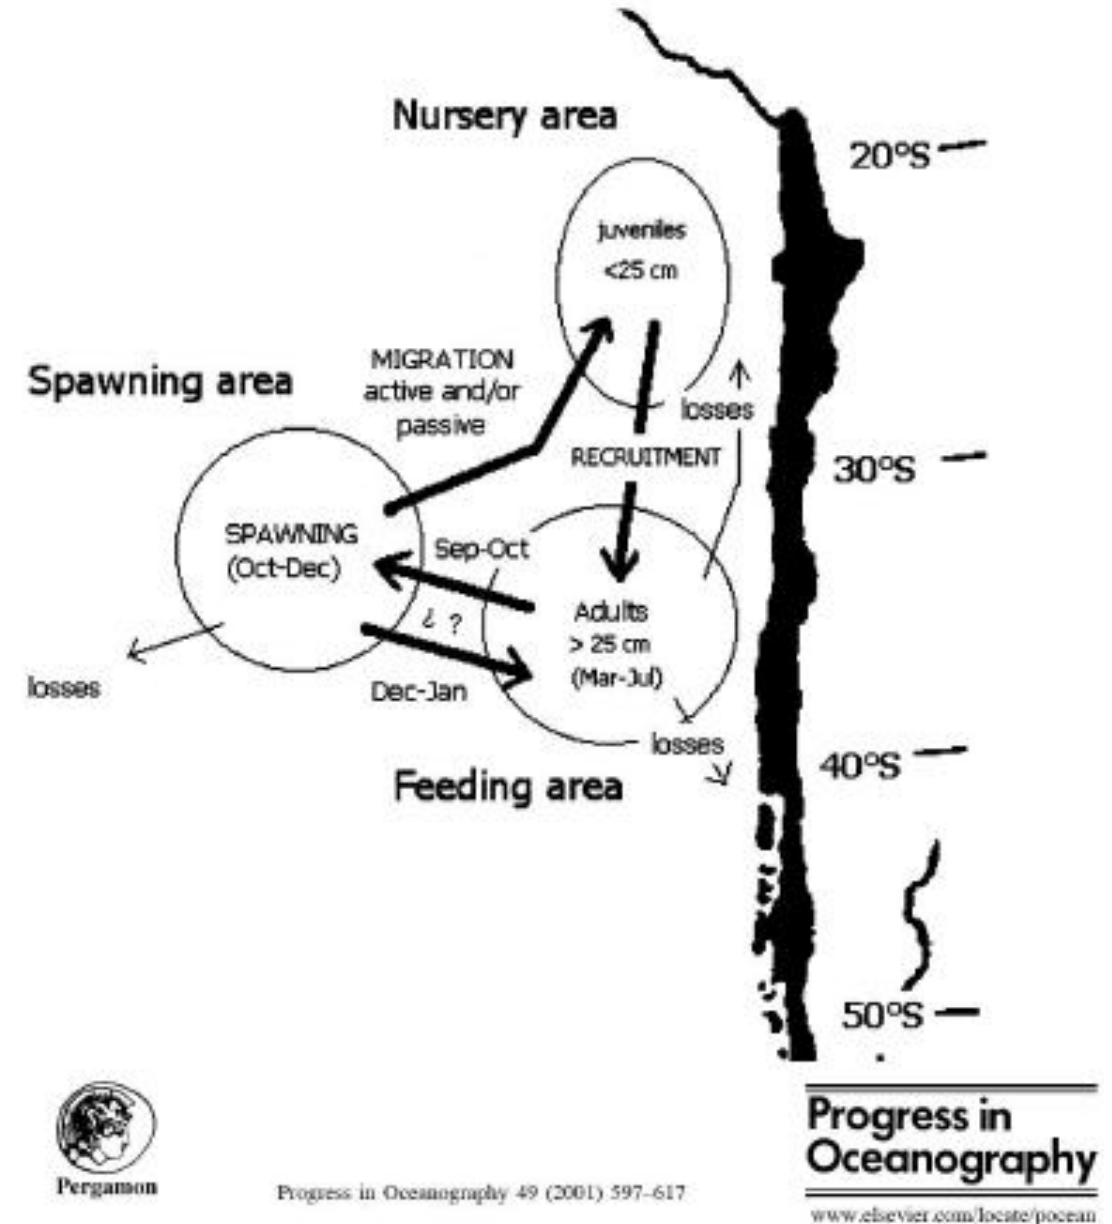 Nursery area
20°S
juveniles
<25 cm
MIGRATION
active and/or
passive
Spawning area
losses
RECRUITMENT
30°S
SPAWNING
(Oct-Dec)
Sep-Oct
¿ ?
Adults
> 25 cm
(Mar-Jul)
Dec-Jan
losses
losses
40°S
Feeding area
50°S
Pergamon
Progress in Oceanography 49 (2001) 597–617
Progress in
Oceanography
www.elsevier.com/locate/pocean